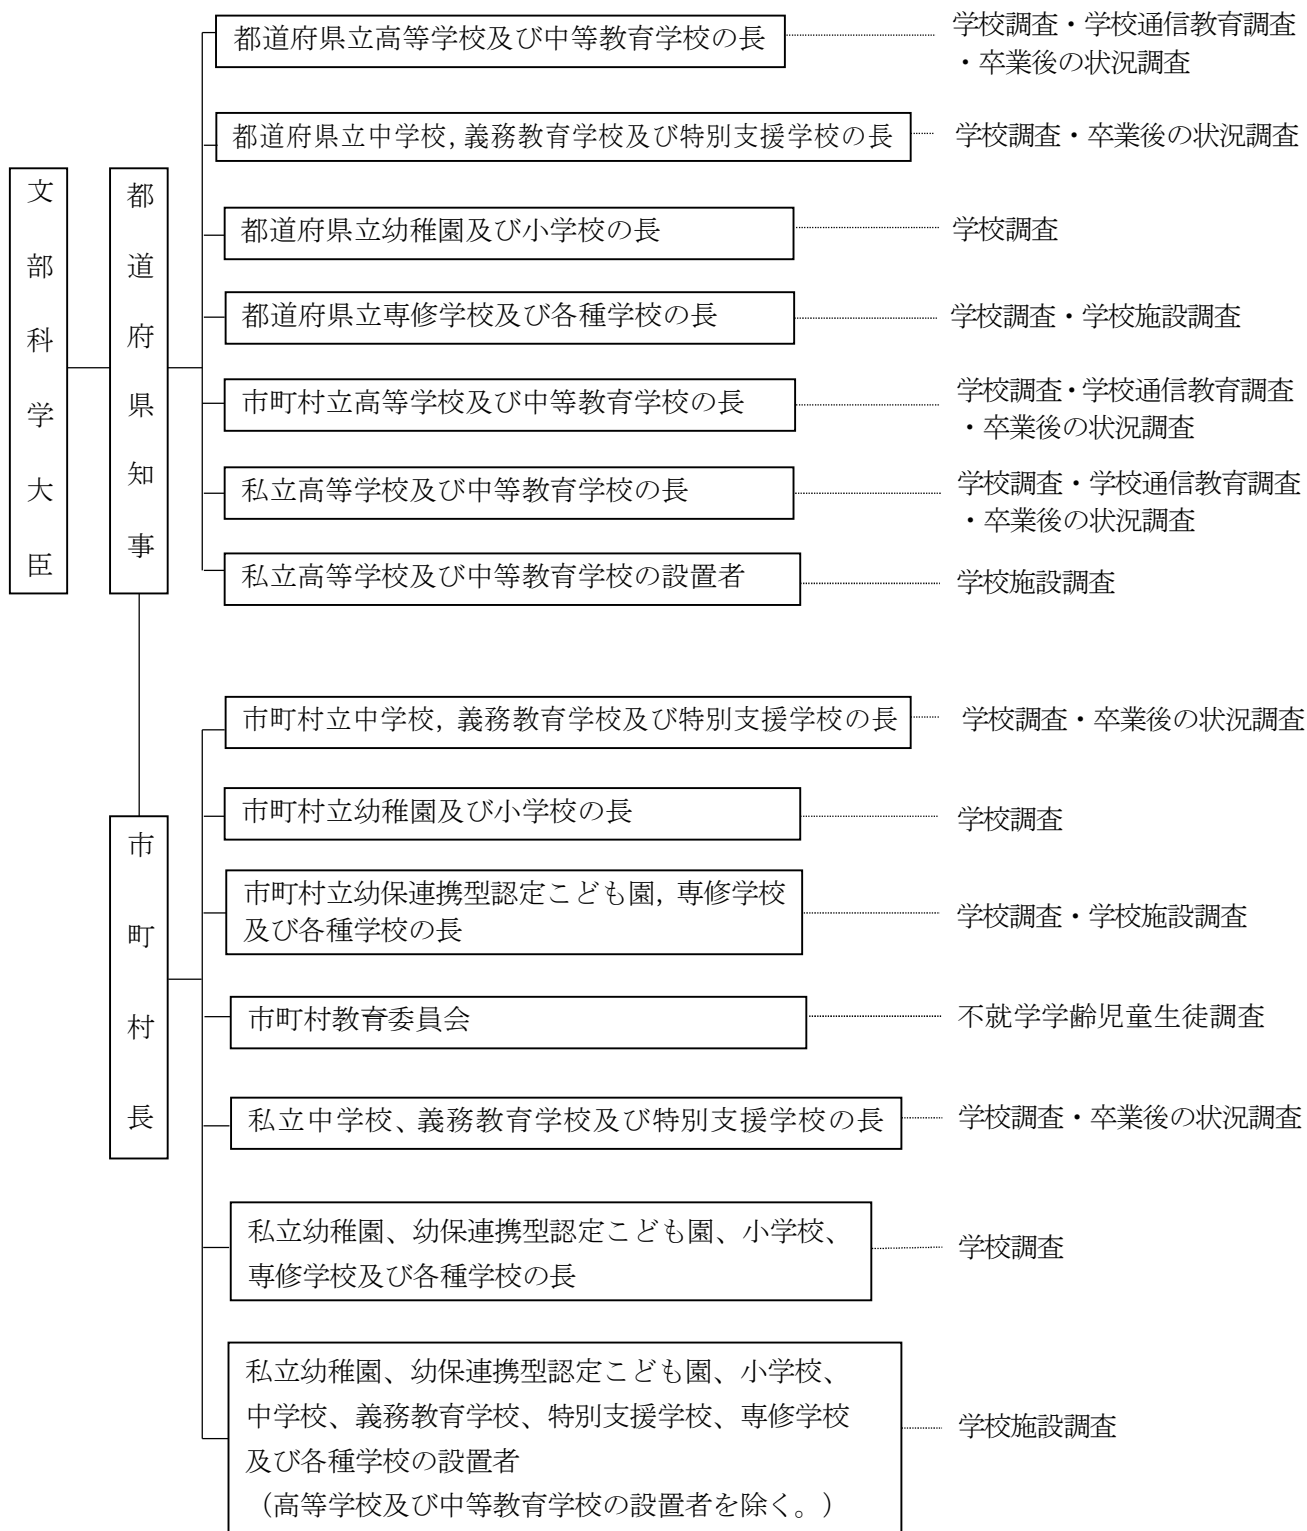 文部科学大臣
都道府県知事
都道府県立高等学校及び中等教育学校の長
学校調査・学校通信教育調査
・卒業後の状況調査
都道府県立中学校,義務教育学校及び特別支援学校の長
学校調査・卒業後の状況調査
都道府県立幼稚園及び小学校の長
学校調査
都道府県立専修学校及び各種学校の長
学校調査・学校施設調査
市町村立高等学校及び中等教育学校の長
学校調査・学校通信教育調査
・卒業後の状況調査
私立高等学校及び中等教育学校の長
学校調査・学校通信教育調査
・卒業後の状況調査
私立高等学校及び中等教育学校の設置者
学校施設調査
市町村長
市町村立中学校,義務教育学校及び特別支援学校の長
学校調査・卒業後の状況調査
市町村立幼稚園及び小学校の長
学校調査
市町村立幼保連携型認定こども園,専修学校
及び各種学校の長
学校調査・学校施設調査
市町村教育委員会
不就学学齢児童生徒調査
私立中学校、義務教育学校及び特別支援学校の長
学校調査・卒業後の状況調査
私立幼稚園、幼保連携型認定こども園、小学校、
専修学校及び各種学校の長
学校調査
私立幼稚園、幼保連携型認定こども園、小学校、
中学校、義務教育学校、特別支援学校、専修学校
及び各種学校の設置者
(高等学校及び中等教育学校の設置者を除く。)
学校施設調査